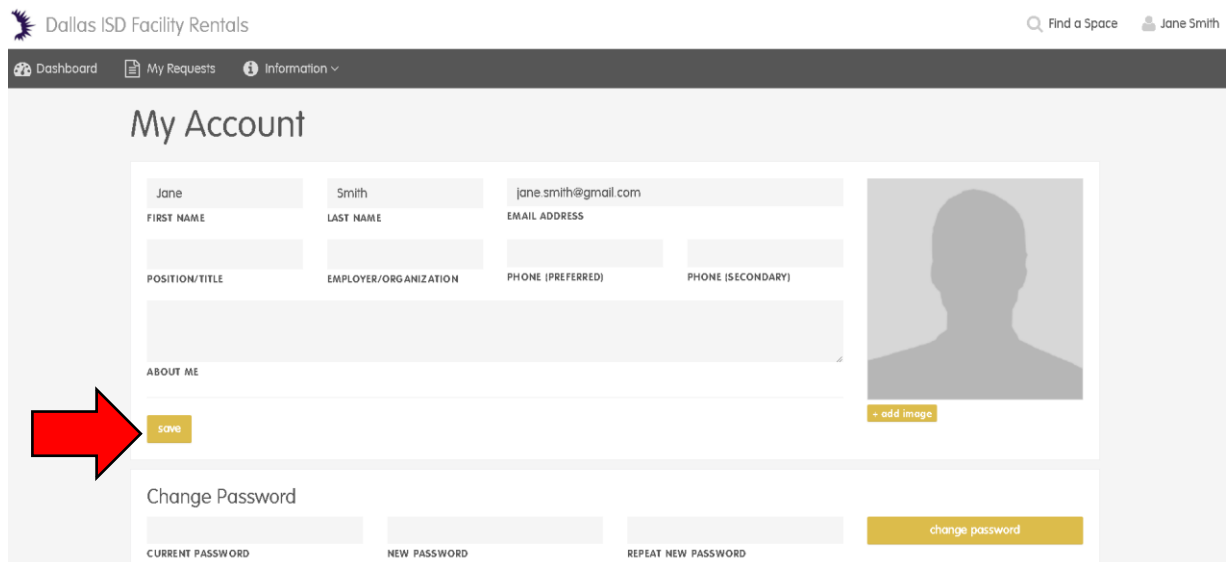 Dallas ISD Facility Rentals Find a Space Jane Smith
Dashboard My Requests Information
My Account
Jane Smith jane.smith@gmail.com
FIRST NAME LAST NAME EMAIL ADDRESS
POSITION/TITLE EMPLOYER/ORGANIZATION PHONE (PREFERRED) PHONE (SECONDARY)
ABOUT ME
+ add image
save
Change Password
change password
CURRENT PASSWORD NEW PASSWORD REPEAT NEW PASSWORD